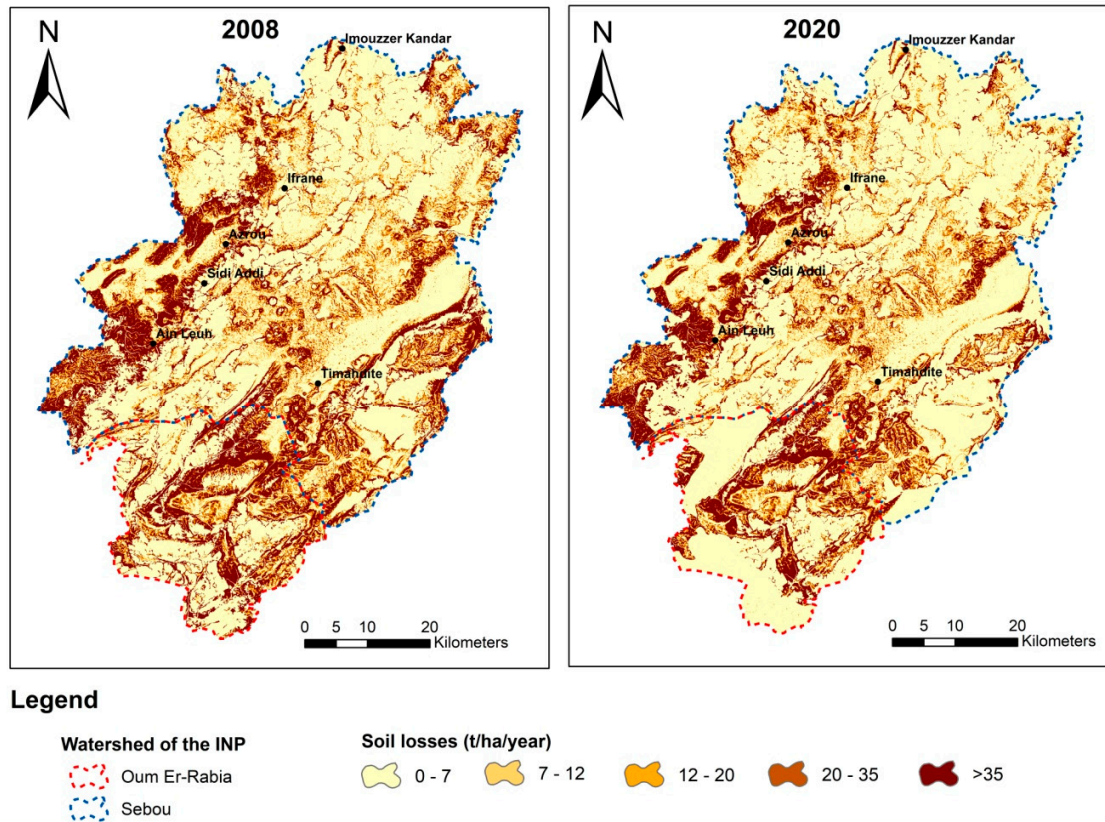 N
2008
Imouzzer Kandar
Ifrane
Azrou
Sidi Addi
Ain Leuh
Timahdite
0 5 10 20
Kilometers
N
2020
Imouzzer Kandar
Ifrane
Azrou
Sidi Addi
Ain Leuh
Timahdite
0 5 10 20
Kilometers
Legend
Watershed of the INP
Oum Er-Rabia
Sebou
Soil losses (t/ha/year)
0 - 7 7 - 12 12 - 20 20 - 35 >35